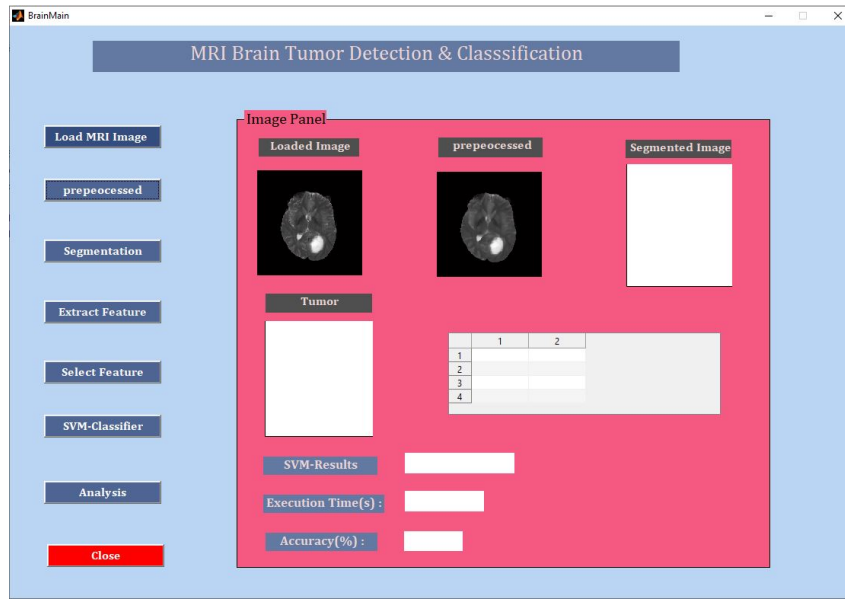 BrainMain
MRI Brain Tumor Detection & Classsification
Load MRI Image
prepeocessed
Segmentation
Extract Feature
Select Feature
SVM-Classifier
Analysis
Close
Image Panel
Loaded Image
prepeocessed
Segmented Image
Tumor
1 2
1
2
3
4
SVM-Results
Execution Time(s) :
Accuracy(%) :